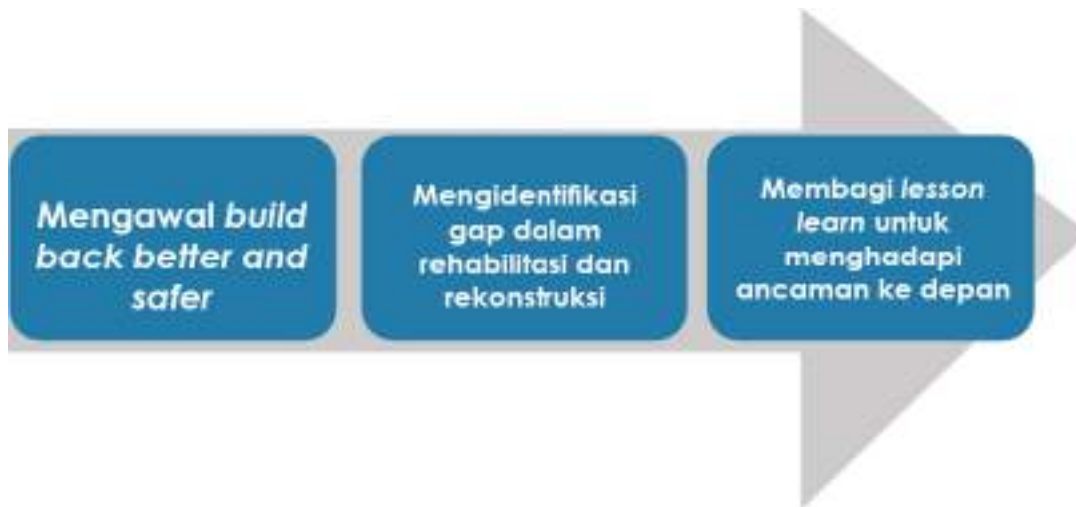 Mengawal build
back better and
safer
Mengidentifikasi
gap dalam
rehabilitasi dan
rekonstruksi
Membagi lesson
learn untuk
menghadapi
ancaman ke depan